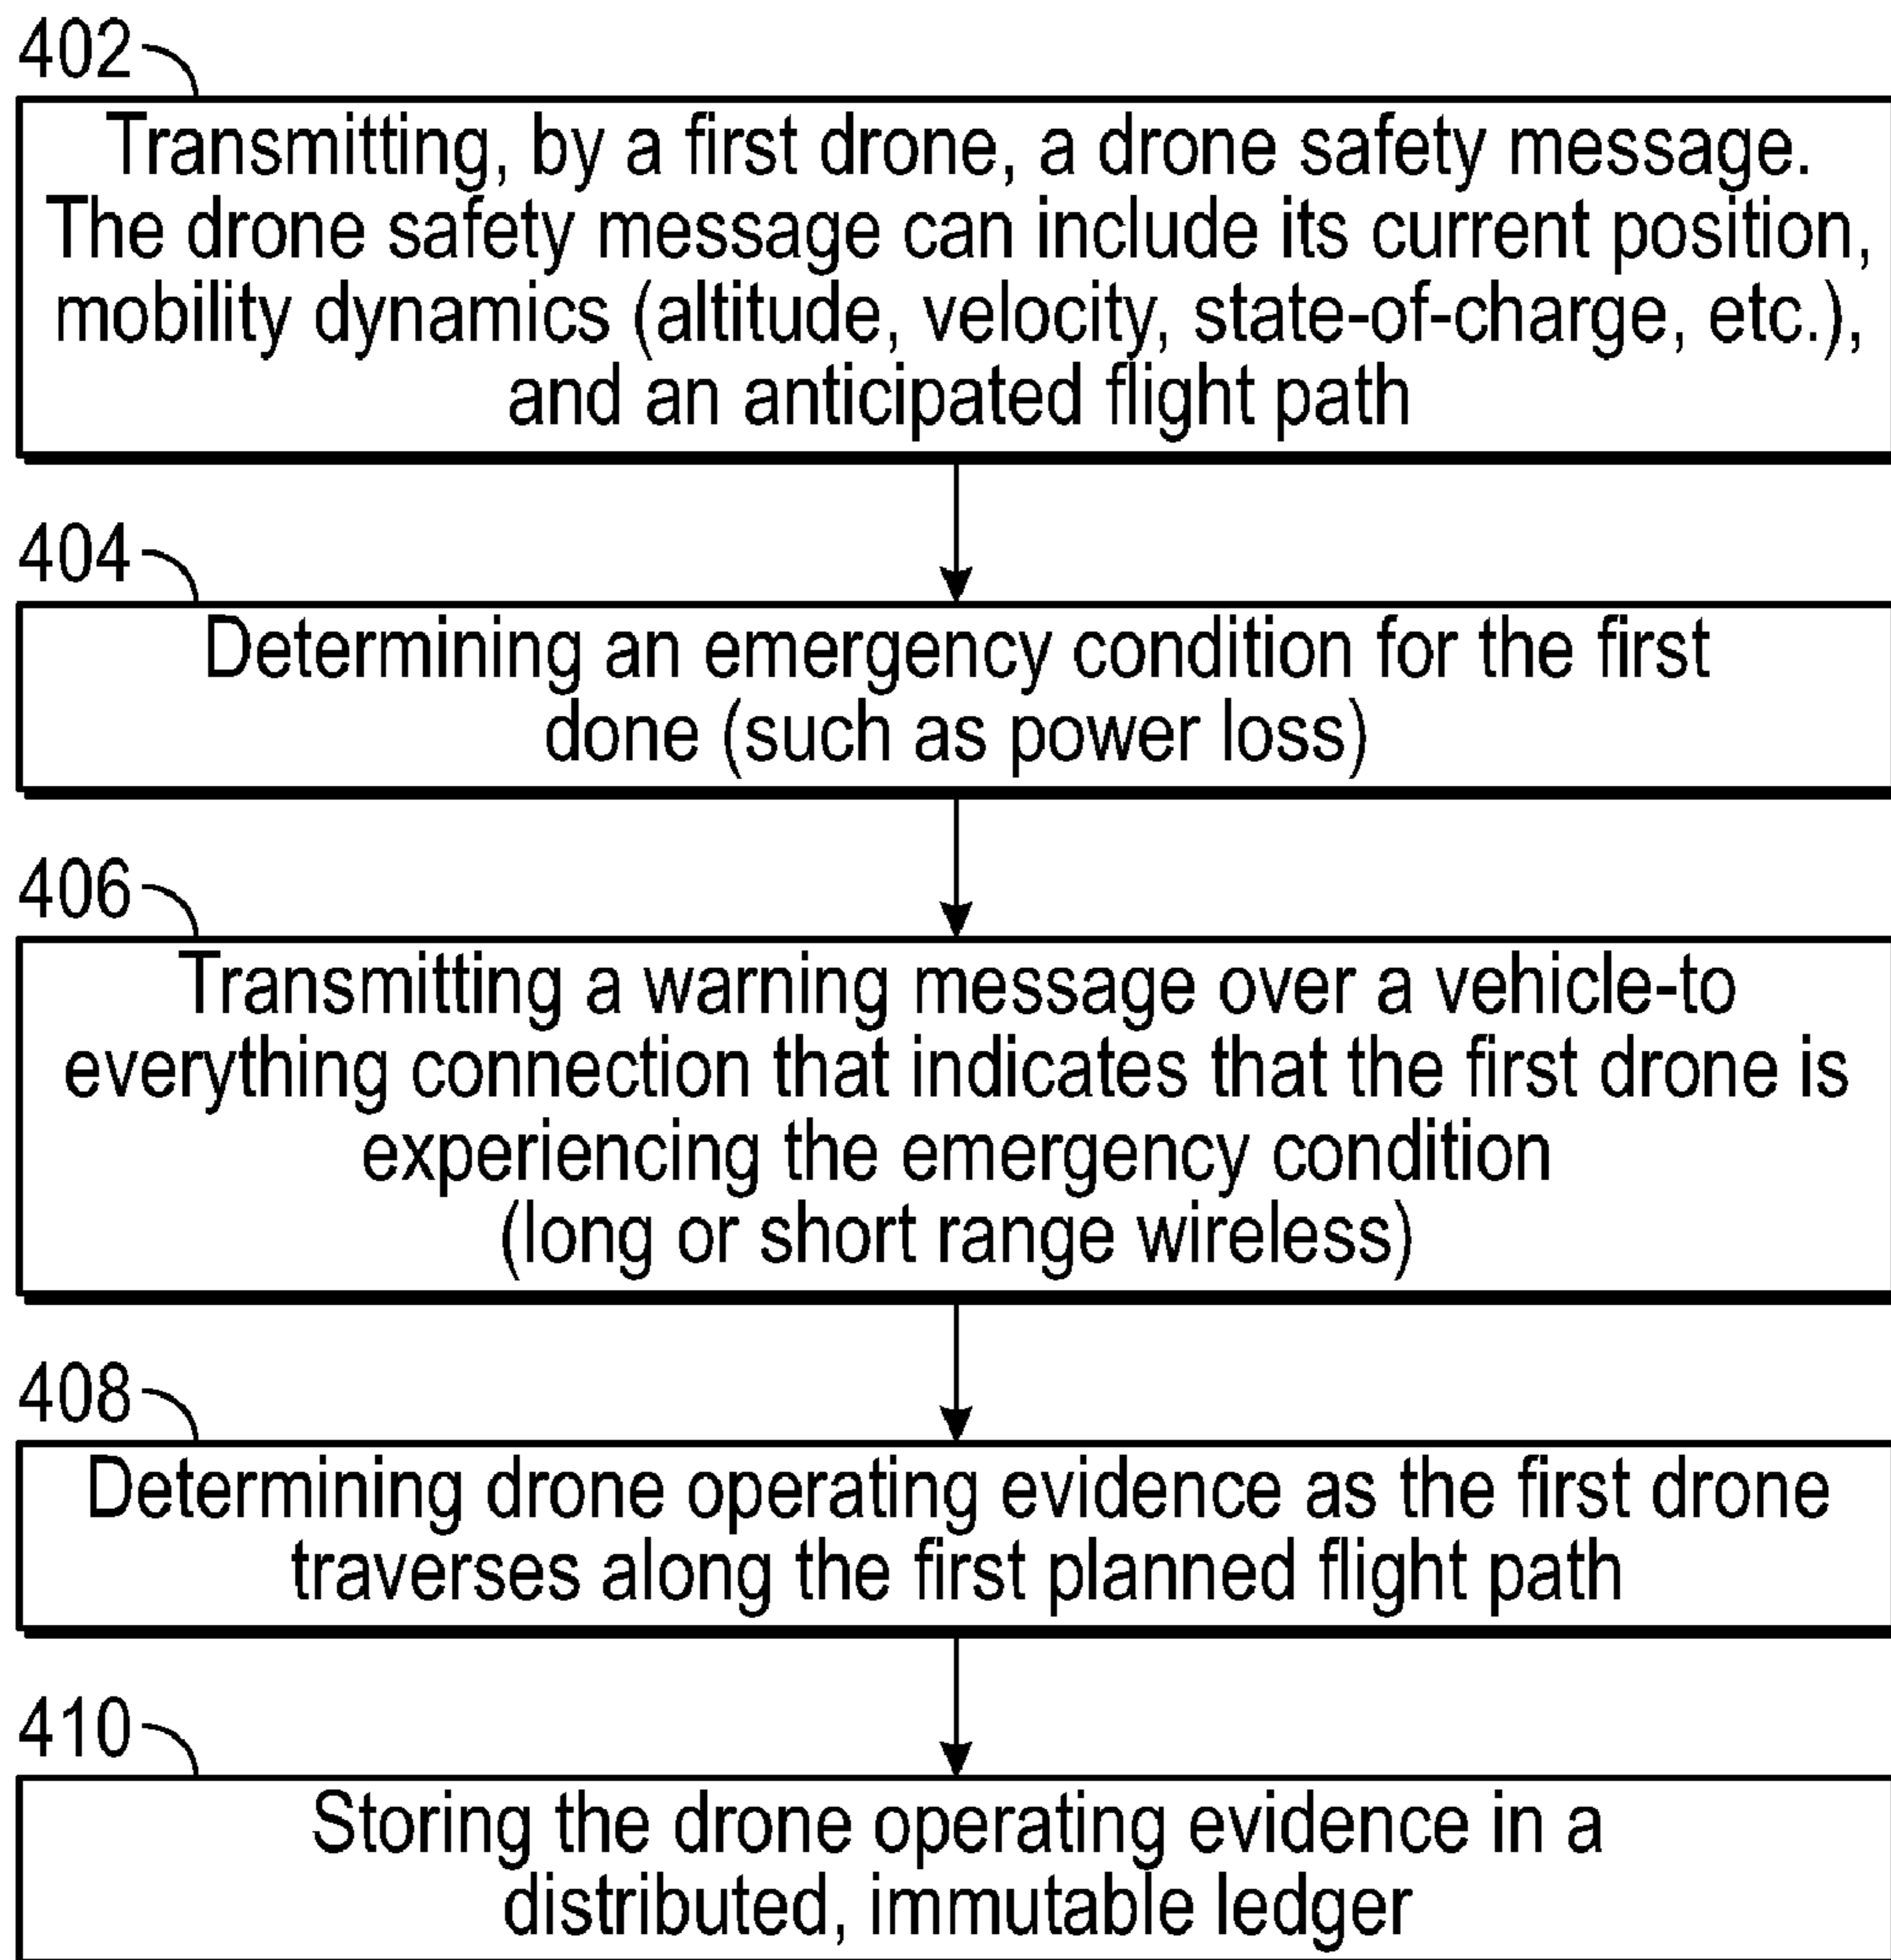 402
Transmitting, by a first drone, a drone safety message.
The drone safety message can include its current position,
mobility dynamics (altitude, velocity, state-of-charge, etc.),
and an anticipated flight path
404
Determining an emergency condition for the first
done (such as power loss)
406
Transmitting a warning message over a vehicle-to
everything connection that indicates that the first drone is
experiencing the emergency condition
(long or short range wireless)
408
Determining drone operating evidence as the first drone
traverses along the first planned flight path
410
Storing the drone operating evidence in a
distributed, immutable ledger